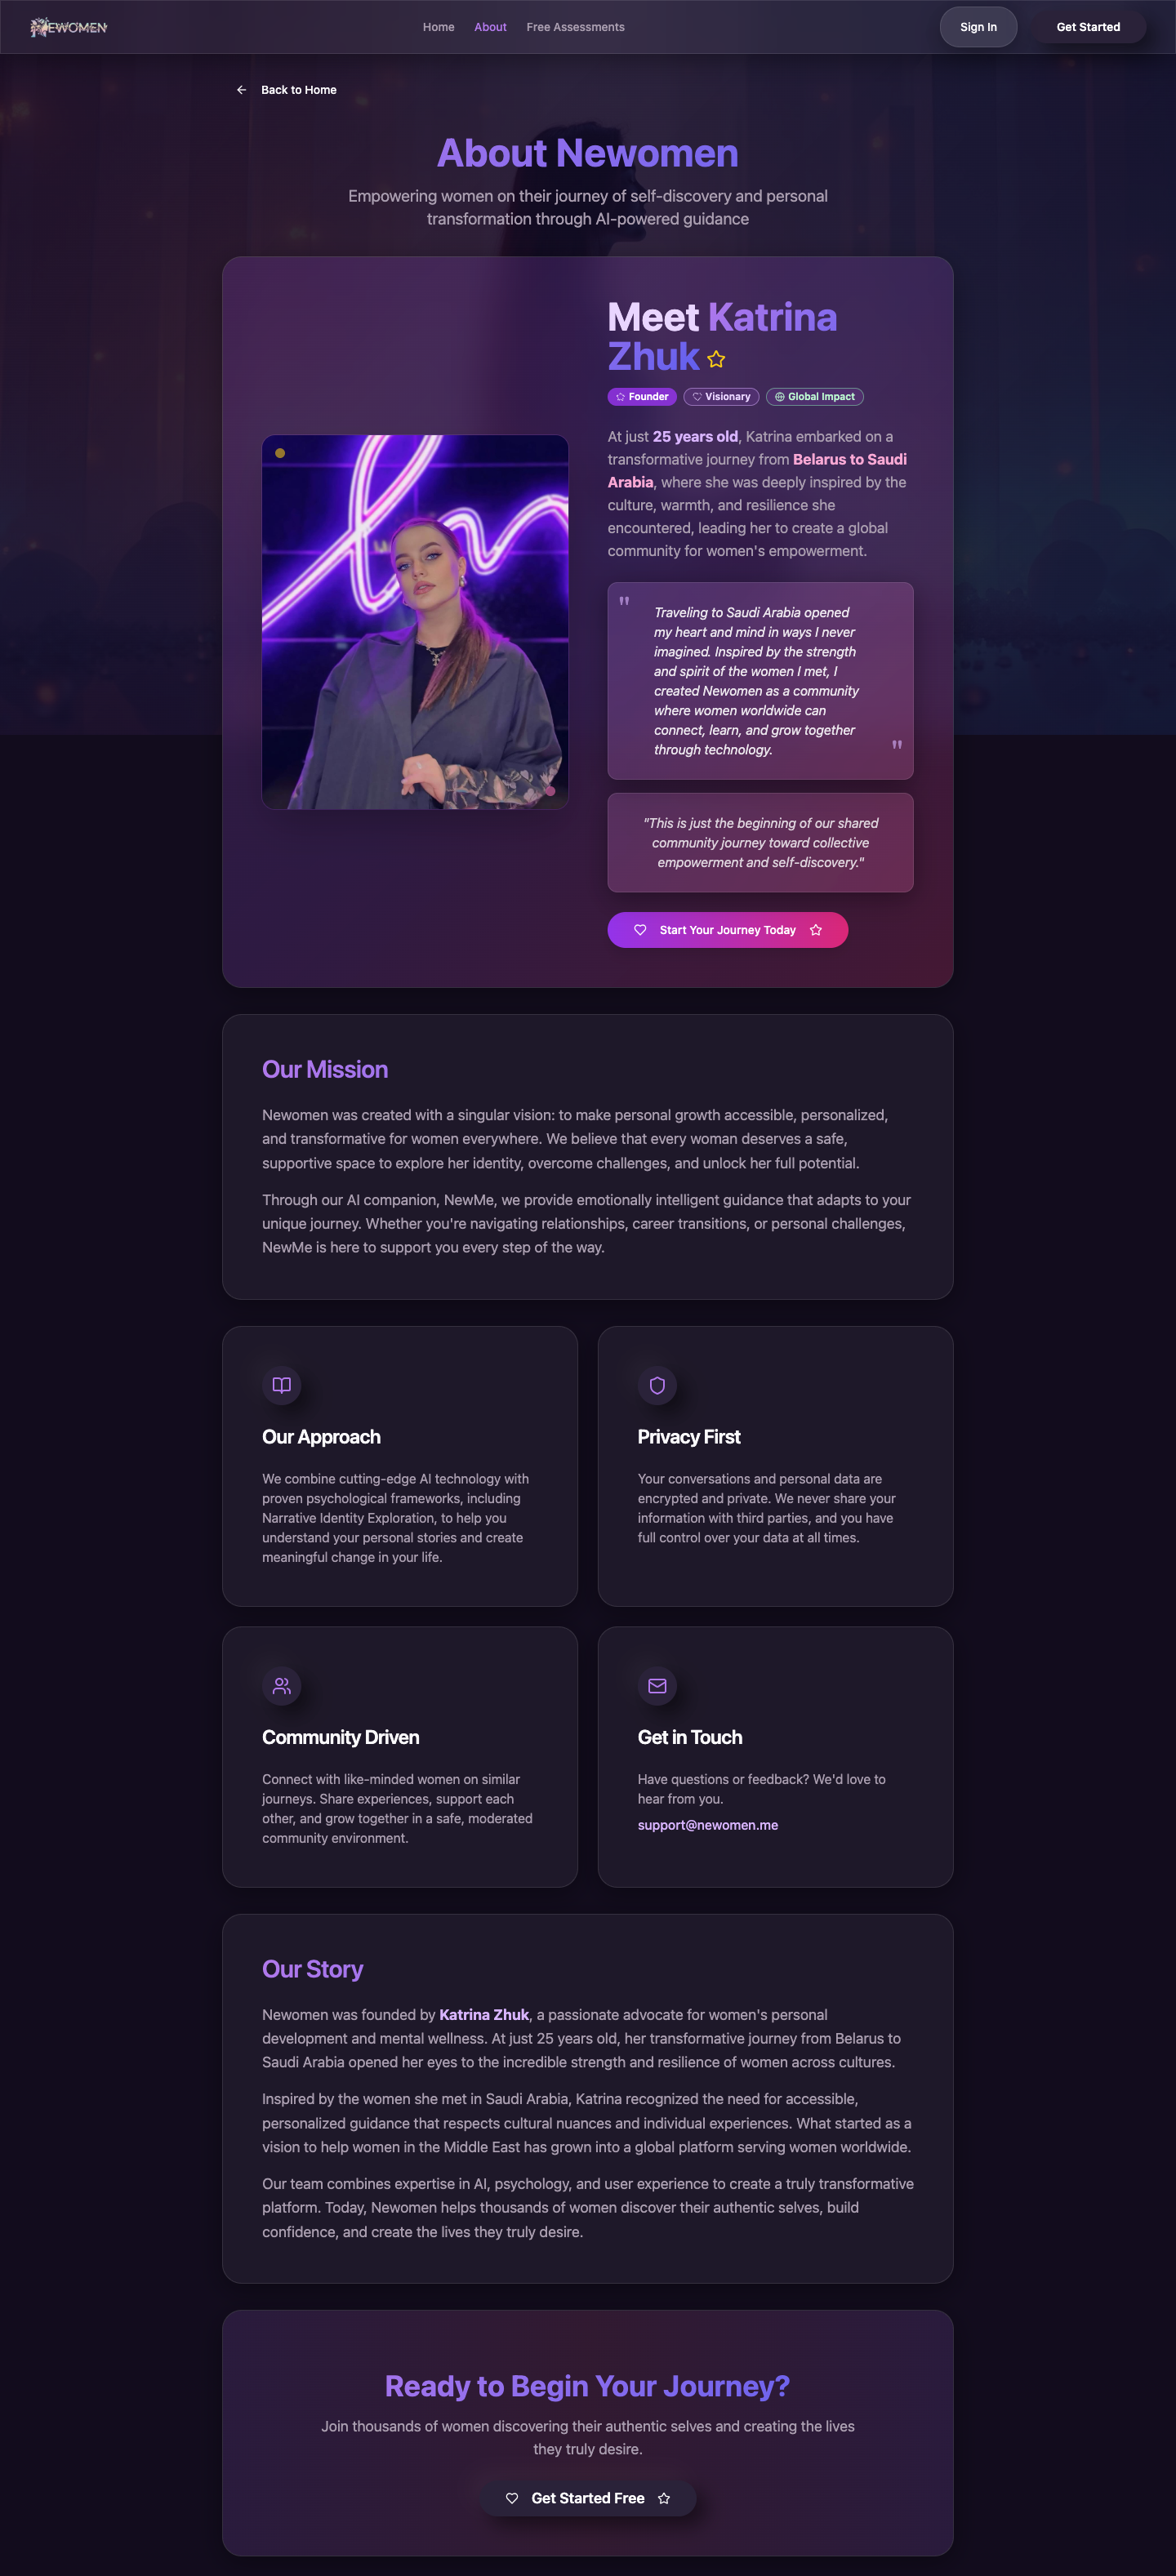 NEWOMEN
Home
About
Free Assessments
Sign In
Get Started
Back to Home
About Newomen
Empowering women on their journey of self-discovery and personal
transformation through AI-powered guidance
Meet Katrina
Zhuk
Founder
Visionary
Global Impact
At just 25 years old, Katrina embarked on a
transformative journey from Belarus to Saudi
Arabia, where she was deeply inspired by the
culture, warmth, and resilience she
encountered, leading her to create a global
community for women's empowerment.
"
Traveling to Saudi Arabia opened
my heart and mind in ways I never
imagined. Inspired by the strength
and spirit of the women I met, I
created Newomen as a community
where women worldwide can
connect, learn, and grow together
through technology.
"
"This is just the beginning of our shared
community journey toward collective
empowerment and self-discovery."
Start Your Journey Today
Our Mission
Newomen was created with a singular vision: to make personal growth accessible, personalized,
and transformative for women everywhere. We believe that every woman deserves a safe,
supportive space to explore her identity, overcome challenges, and unlock her full potential.
Through our AI companion, NewMe, we provide emotionally intelligent guidance that adapts to your
unique journey. Whether you're navigating relationships, career transitions, or personal challenges,
NewMe is here to support you every step of the way.
Our Approach
We combine cutting-edge AI technology with
proven psychological frameworks, including
Narrative Identity Exploration, to help you
understand your personal stories and create
meaningful change in your life.
Privacy First
Your conversations and personal data are
encrypted and private. We never share your
information with third parties, and you have
full control over your data at all times.
Community Driven
Connect with like-minded women on similar
journeys. Share experiences, support each
other, and grow together in a safe, moderated
community environment.
Get in Touch
Have questions or feedback? We'd love to
hear from you.
support@newomen.me
Our Story
Newomen was founded by Katrina Zhuk, a passionate advocate for women's personal
development and mental wellness. At just 25 years old, her transformative journey from Belarus to
Saudi Arabia opened her eyes to the incredible strength and resilience of women across cultures.
Inspired by the women she met in Saudi Arabia, Katrina recognized the need for accessible,
personalized guidance that respects cultural nuances and individual experiences. What started as a
vision to help women in the Middle East has grown into a global platform serving women worldwide.
Our team combines expertise in AI, psychology, and user experience to create a truly transformative
platform. Today, Newomen helps thousands of women discover their authentic selves, build
confidence, and create the lives they truly desire.
Ready to Begin Your Journey?
Join thousands of women discovering their authentic selves and creating the lives
they truly desire.
Get Started Free